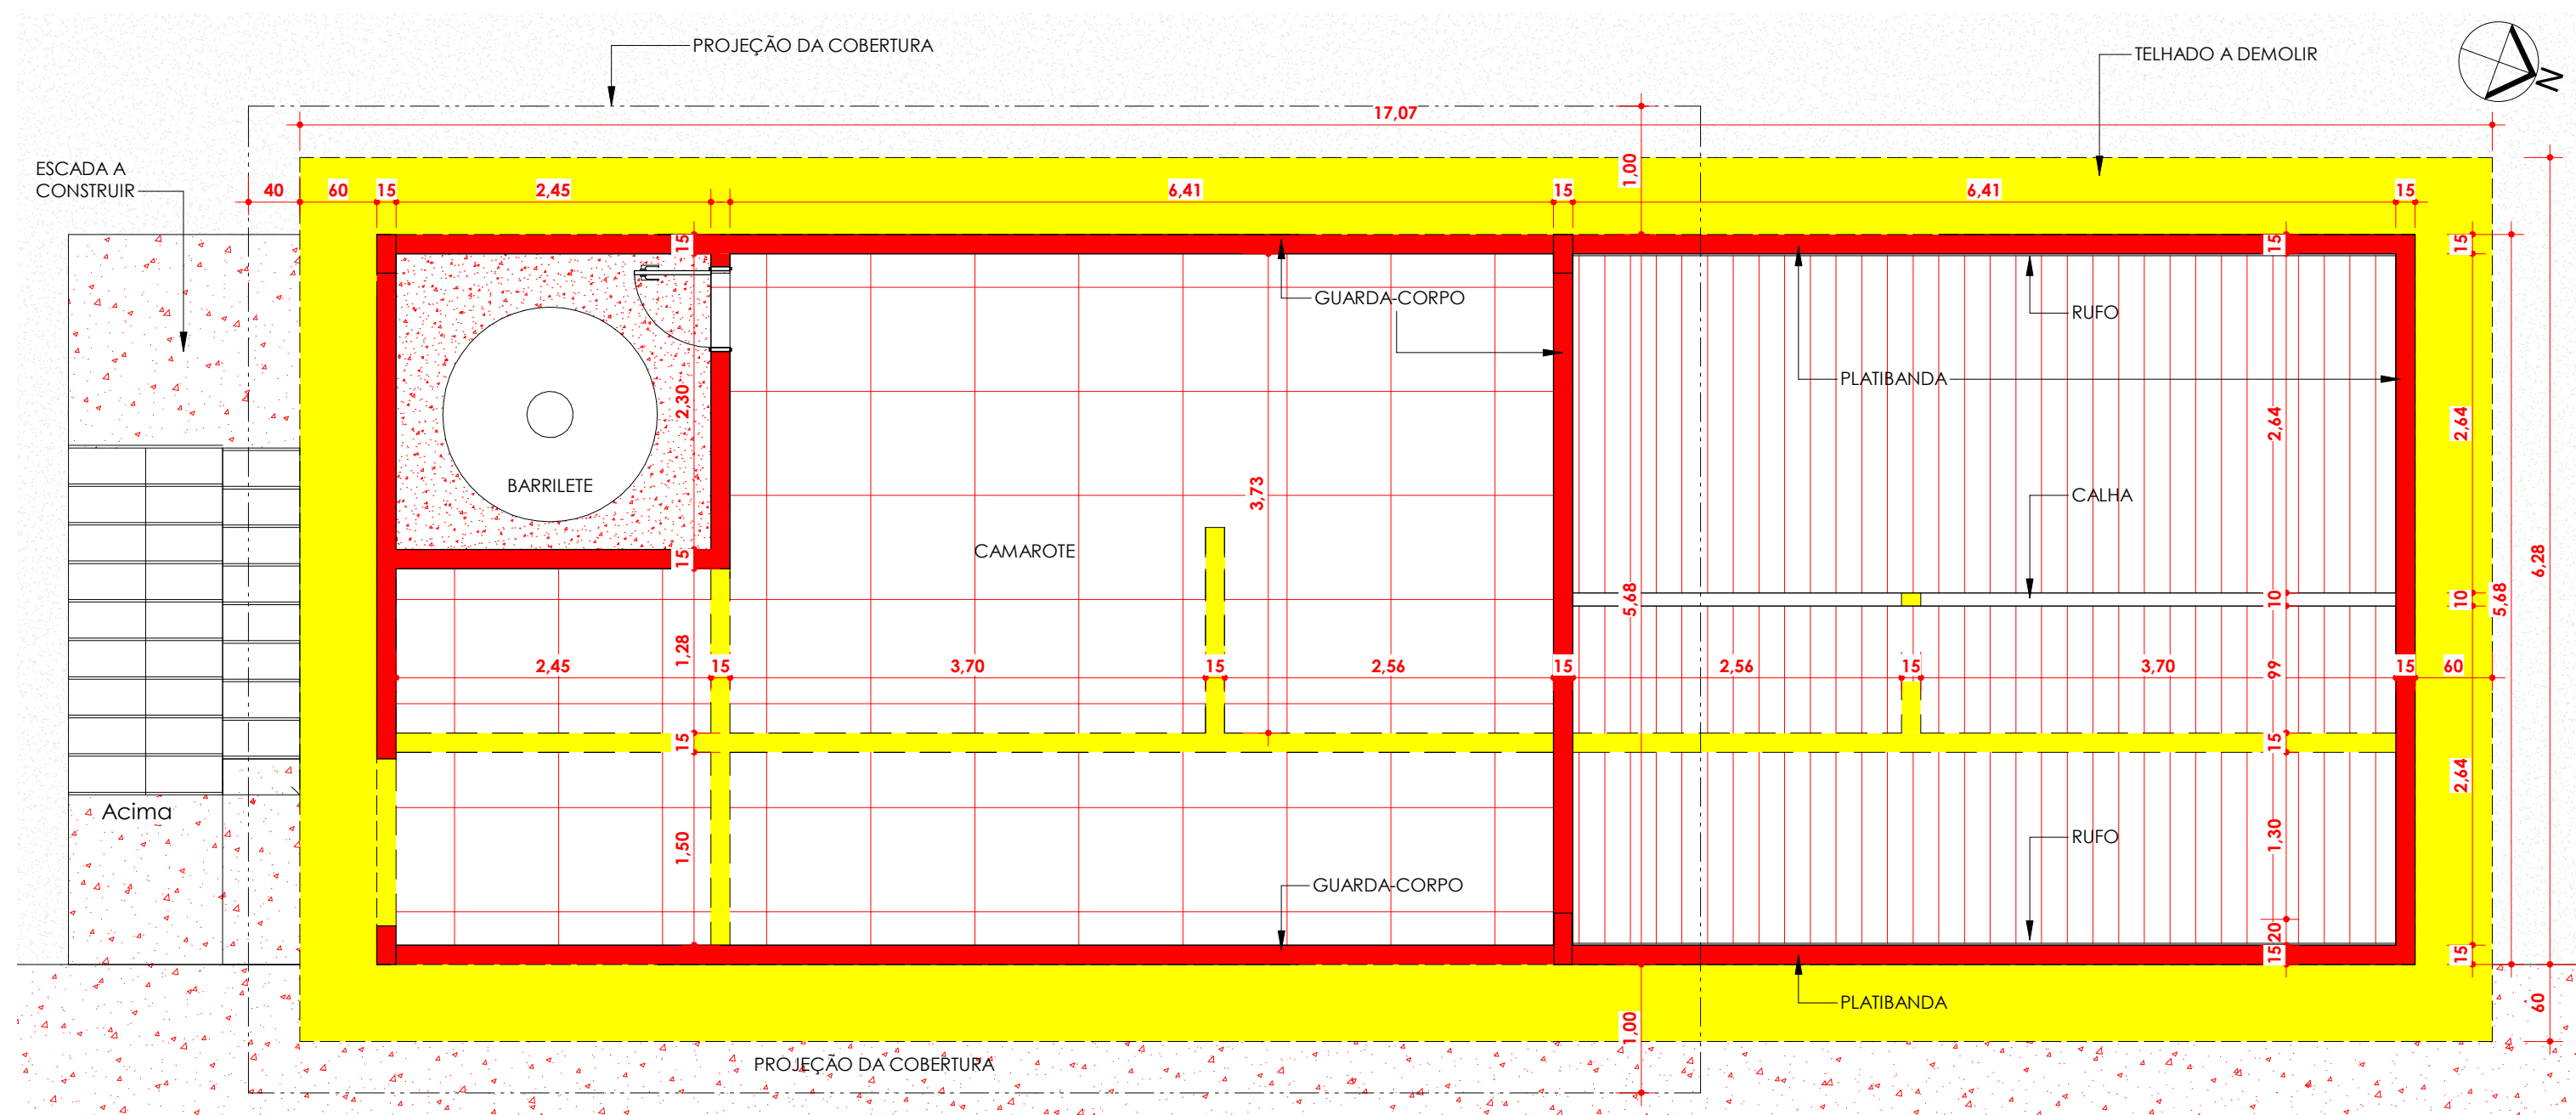 PROJEÇÃO DA COBERTURA
TELHADO A DEMOLIR
N
17,07
ESCADA A
CONSTRUIR
1,00
40
60
15
2,45
6,41
15
6,41
15
15
15
15
GUARDA-CORPO
RUFO
PLATIBANDA
2,30
2,64
2,64
BARRILETE
3,73
CALHA
CAMAROTE
15
6,28
5,68
10
10
5,68
1,28
2,45
15
3,70
15
2,56
15
2,56
15
3,70
99
15
60
15
15
2,64
Acima
1,50
1,30
RUFO
GUARDA-CORPO
20
15
15
PLATIBANDA
60
1,00
PROJEÇÃO DA COBERTURA